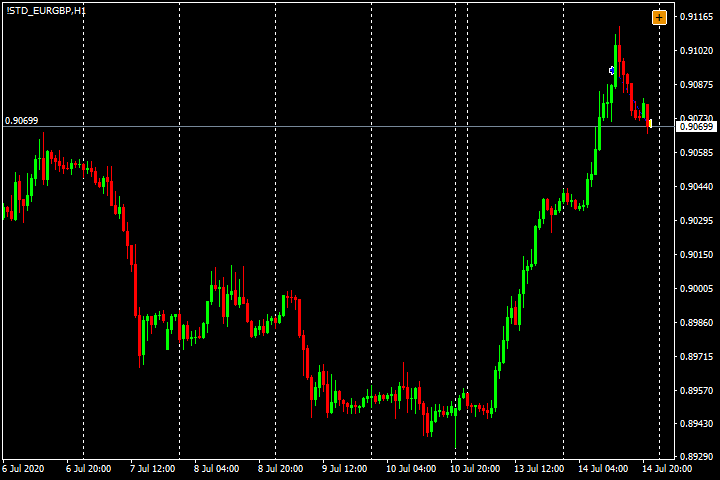 !STD_EURGBP,H1
0.91165
0.91020
0.90875
0.90730
0.90699
0.90699
0.90585
0.90440
0.90295
0.90150
0.90005
0.89860
0.89715
0.89570
0.89430
0.89290
6 Jul 2020
6 Jul 20:00
7 Jul 12:00
8 Jul 04:00
8 Jul 20:00
9 Jul 12:00
10 Jul 04:00
10 Jul 20:00
13 Jul 12:00
14 Jul 04:00
14 Jul 20:00